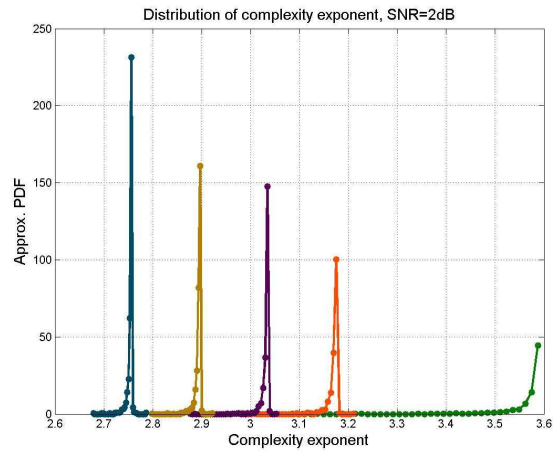 Distribution of complexity exponent, SNR=2dB
250
200
150
100
50
0
Approx. PDF
2.6 2.7 2.8 2.9 3.0 3.1 3.2 3.3 3.4 3.5 3.6
Complexity exponent